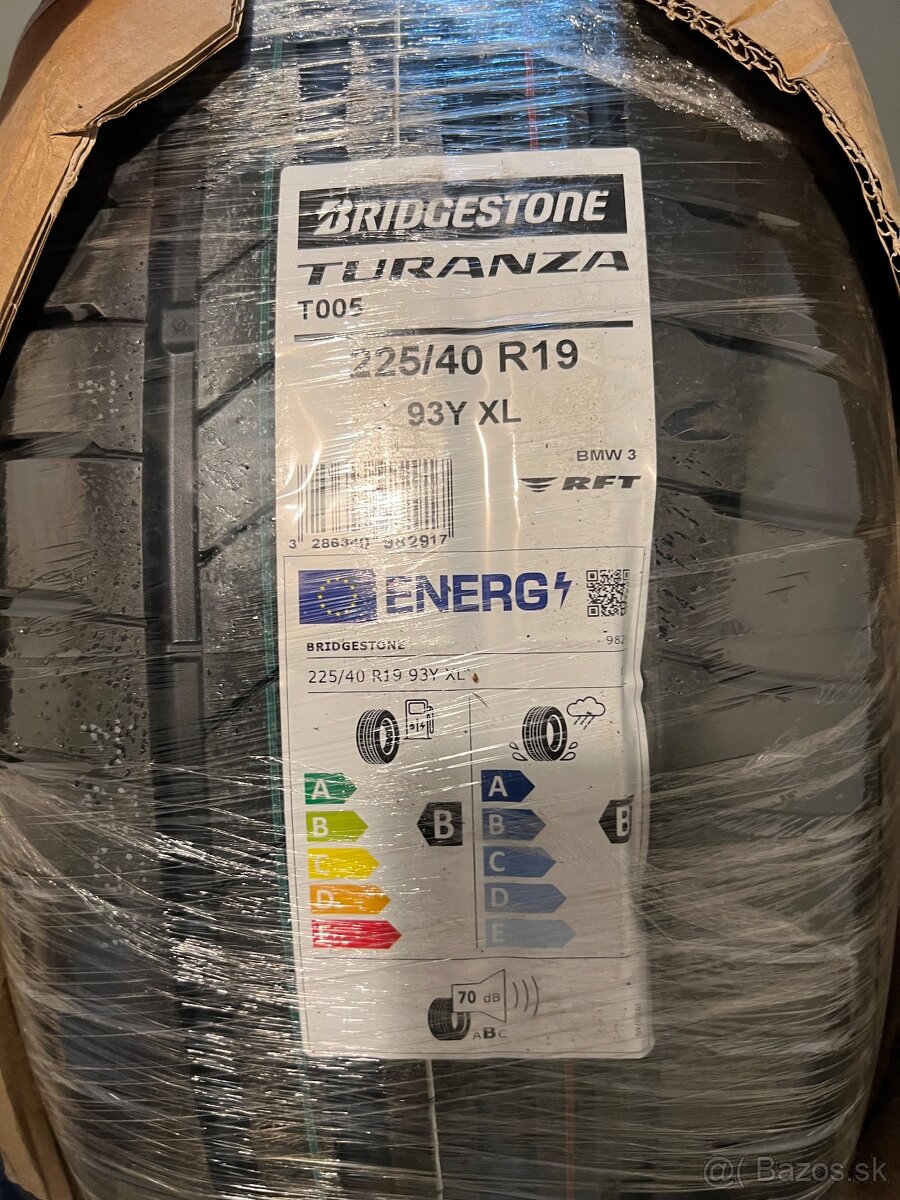 BRIDGESTONE
TURANZA
T005
225/40 R19
93Y XL
BMW 3
RFT
3 286340 982917
ENERG
BRIDGESTONE
982
225/40 R19 93Y XL
A A
B B B B
C C
D D
E E
70 dB
ABC
@( Bazos.sk